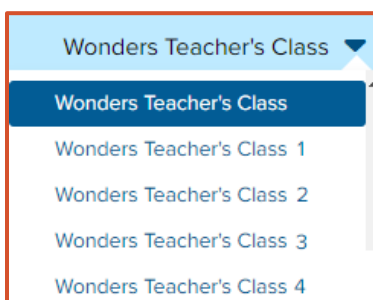 Wonders Teacher's Class
Wonders Teacher's Class
Wonders Teacher's Class 1
Wonders Teacher's Class 2
Wonders Teacher's Class 3
Wonders Teacher's Class 4